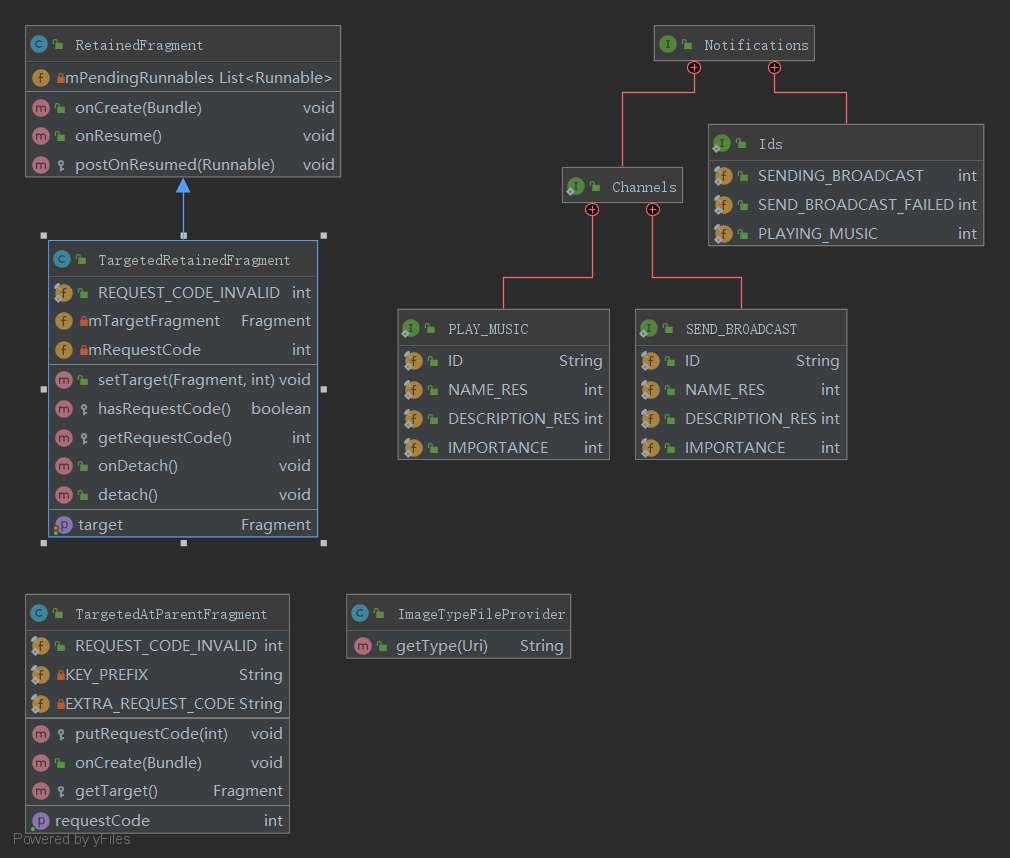 RetainedFragment
mPendingRunnables List<Runnable>
onCreate(Bundle) void
onResume() void
postOnResumed(Runnable) void
Notifications
Ids
SENDING_BROADCAST int
SEND_BROADCAST_FAILED int
PLAYING_MUSIC int
Channels
TargetedRetainedFragment
REQUEST_CODE_INVALID int
mTargetFragment Fragment
mRequestCode int
setTarget(Fragment, int) void
hasRequestCode() boolean
getRequestCode() int
onDetach() void
detach() void
target Fragment
PLAY_MUSIC
ID String
NAME_RES int
DESCRIPTION_RES int
IMPORTANCE int
SEND_BROADCAST
ID String
NAME_RES int
DESCRIPTION_RES int
IMPORTANCE int
TargetedAtParentFragment
REQUEST_CODE_INVALID int
KEY_PREFIX String
EXTRA_REQUEST_CODE String
putRequestCode(int) void
onCreate(Bundle) void
getTarget() Fragment
requestCode int
ImageTypeFileProvider
getType(Uri) String
Powered by yFiles